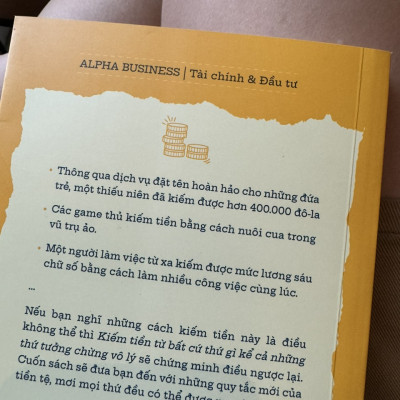 ALPHA BUSINESS | Tài chính & Đầu tư
• Thông qua dịch vụ đặt tên hoàn hảo cho những đứa
trẻ, một thiếu niên đã kiếm được hơn 400.000 đô-la
• Các game thủ kiếm tiền bằng cách nuôi cua trong
vũ trụ ảo.
• Một người làm việc từ xa kiếm được mức lương sáu
chữ số bằng cách làm nhiều công việc cùng lúc.
...
Nếu bạn nghĩ những cách kiếm tiền này là điều
không thể thì Kiếm tiền từ bất cứ thứ gì kể cả những
thứ tưởng chừng vô lý sẽ chứng minh điều ngược lại.
Cuốn sách sẽ đưa bạn đến với những quy tắc mới của
tiền tệ, mơi mọi thứ đều có thể được